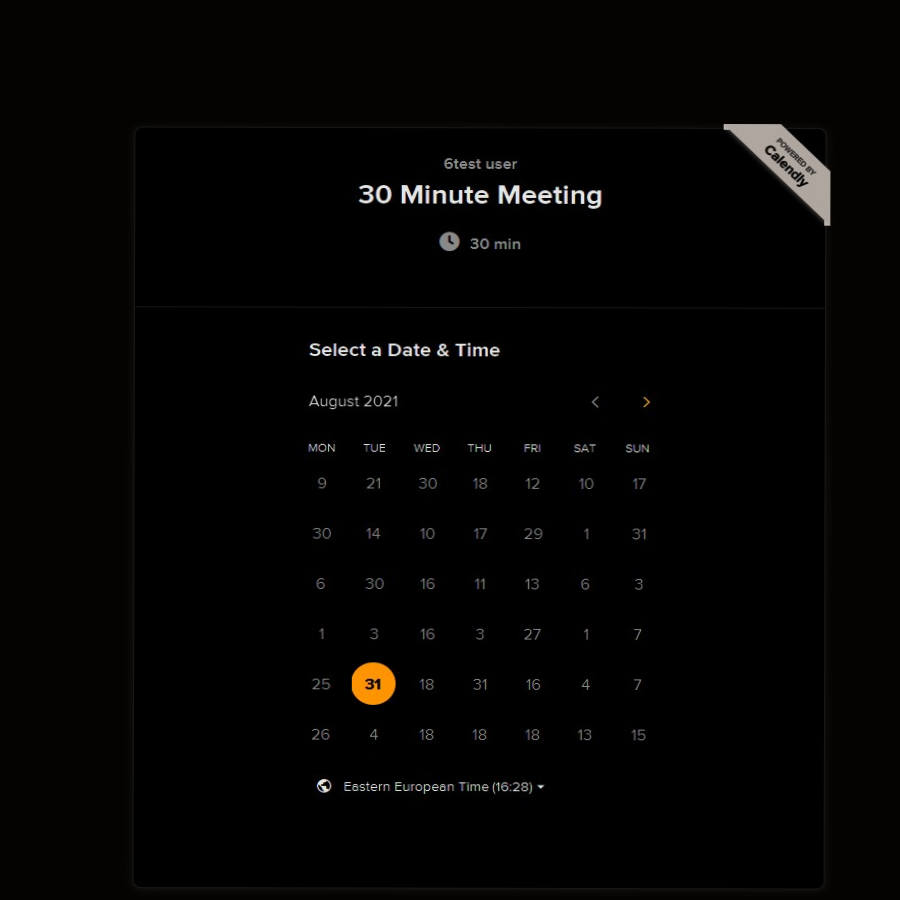 POWERED BY
Calendly
6test user
30 Minute Meeting
30 min
Select a Date & Time
August 2021
MON TUE WED THU FRI SAT SUN
9 21 30 18 12 10 17
30 14 10 17 29 1 31
6 30 16 11 13 6 3
1 3 16 3 27 1 7
25 31 18 31 16 4 7
26 4 18 18 18 13 15
Eastern European Time (16:28)